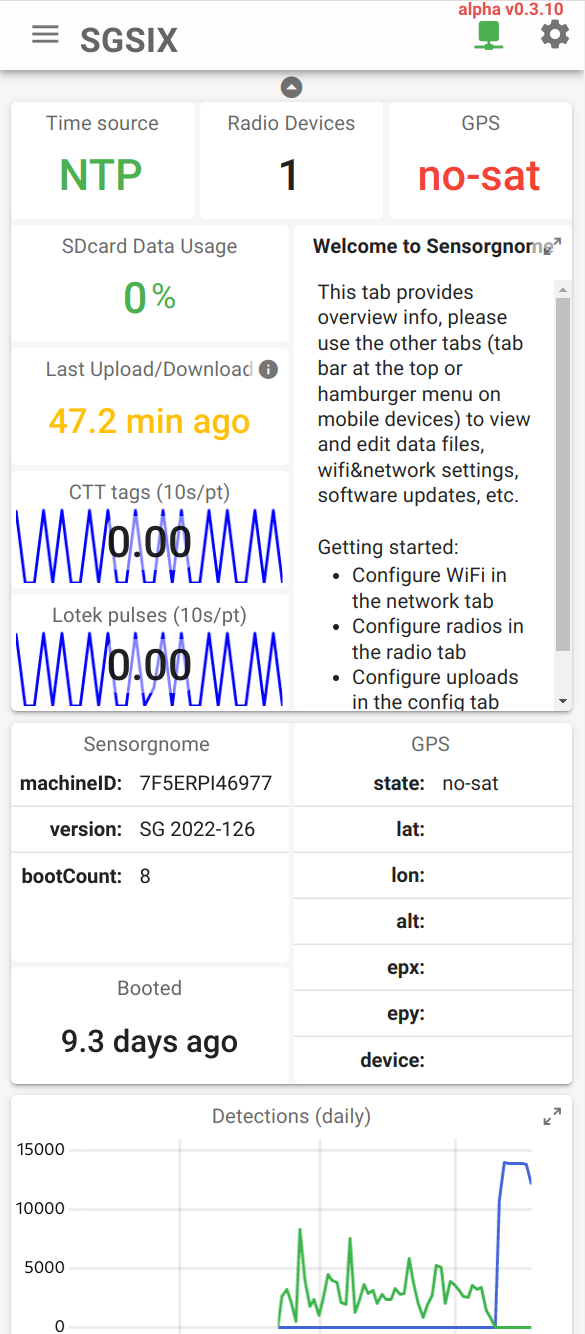 alpha v0.3.10
SGSIX
Time source
NTP
Radio Devices
1
GPS
no-sat
SDcard Data Usage
0%
Last Upload/Download
47.2 min ago
CTT tags (10s/pt)
0.00
Lotek pulses (10s/pt)
0.00
Welcome to Sensorgnome
This tab provides
overview info, please
use the other tabs (tab
bar at the top or
hamburger menu on
mobile devices) to view
and edit data files,
wifi&network settings,
software updates, etc.
Getting started:
• Configure WiFi in
the network tab
• Configure radios in
the radio tab
• Configure uploads
in the config tab
Sensorgnome
machineID: 7F5ERPI46977
version: SG 2022-126
bootCount: 8
Booted
9.3 days ago
GPS
state: no-sat
lat:
lon:
alt:
epx:
epy:
device:
Detections (daily)
15000
10000
5000
0